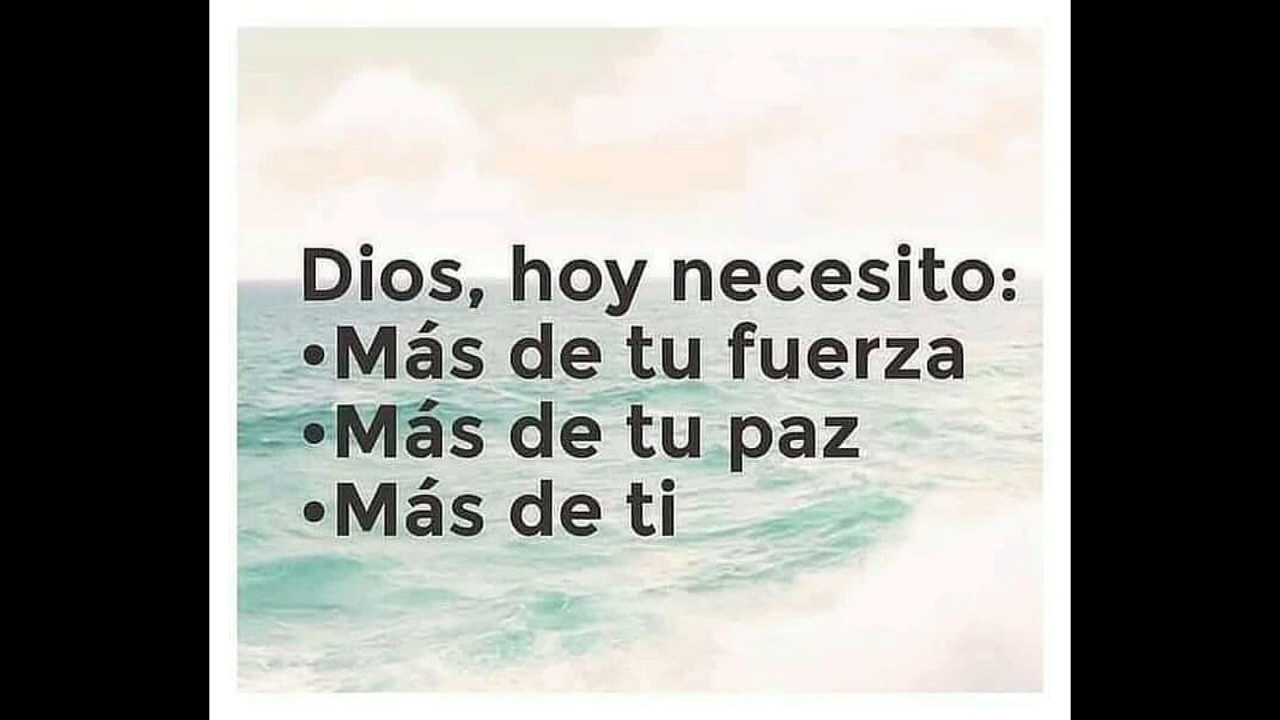 Dios, hoy necesito:
•Más de tu fuerza
•Más de tu paz
•Más de ti